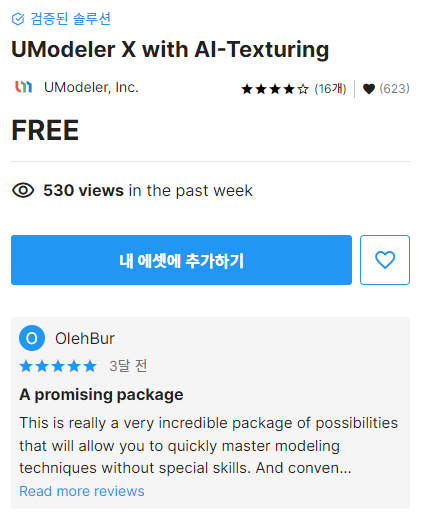 검증된 솔루션
UModeler X with AI-Texturing
UModeler, Inc. (16개) (623)
FREE
530 views in the past week
내 에셋에 추가하기
O OlehBur
3달 전
A promising package
This is really a very incredible package of possibilities
that will allow you to quickly master modeling
techniques without special skills. And conven...
Read more reviews